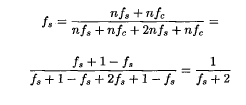 f_s = \frac{nf_s + nf_c}{nf_s + nf_c + 2nf_s + nf_c} =
\frac{f_s + 1 - f_s}{f_s + 1 - f_s + 2f_s + 1 - f_s} = \frac{1}{f_s + 2}